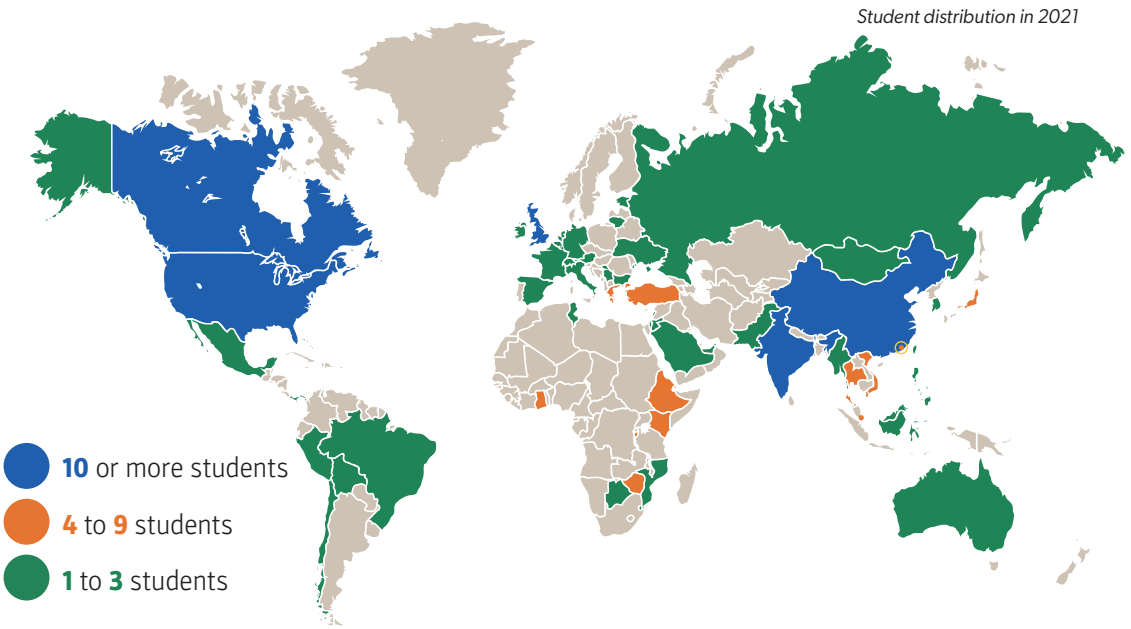 Student distribution in 2021
10 or more students
4 to 9 students
1 to 3 students